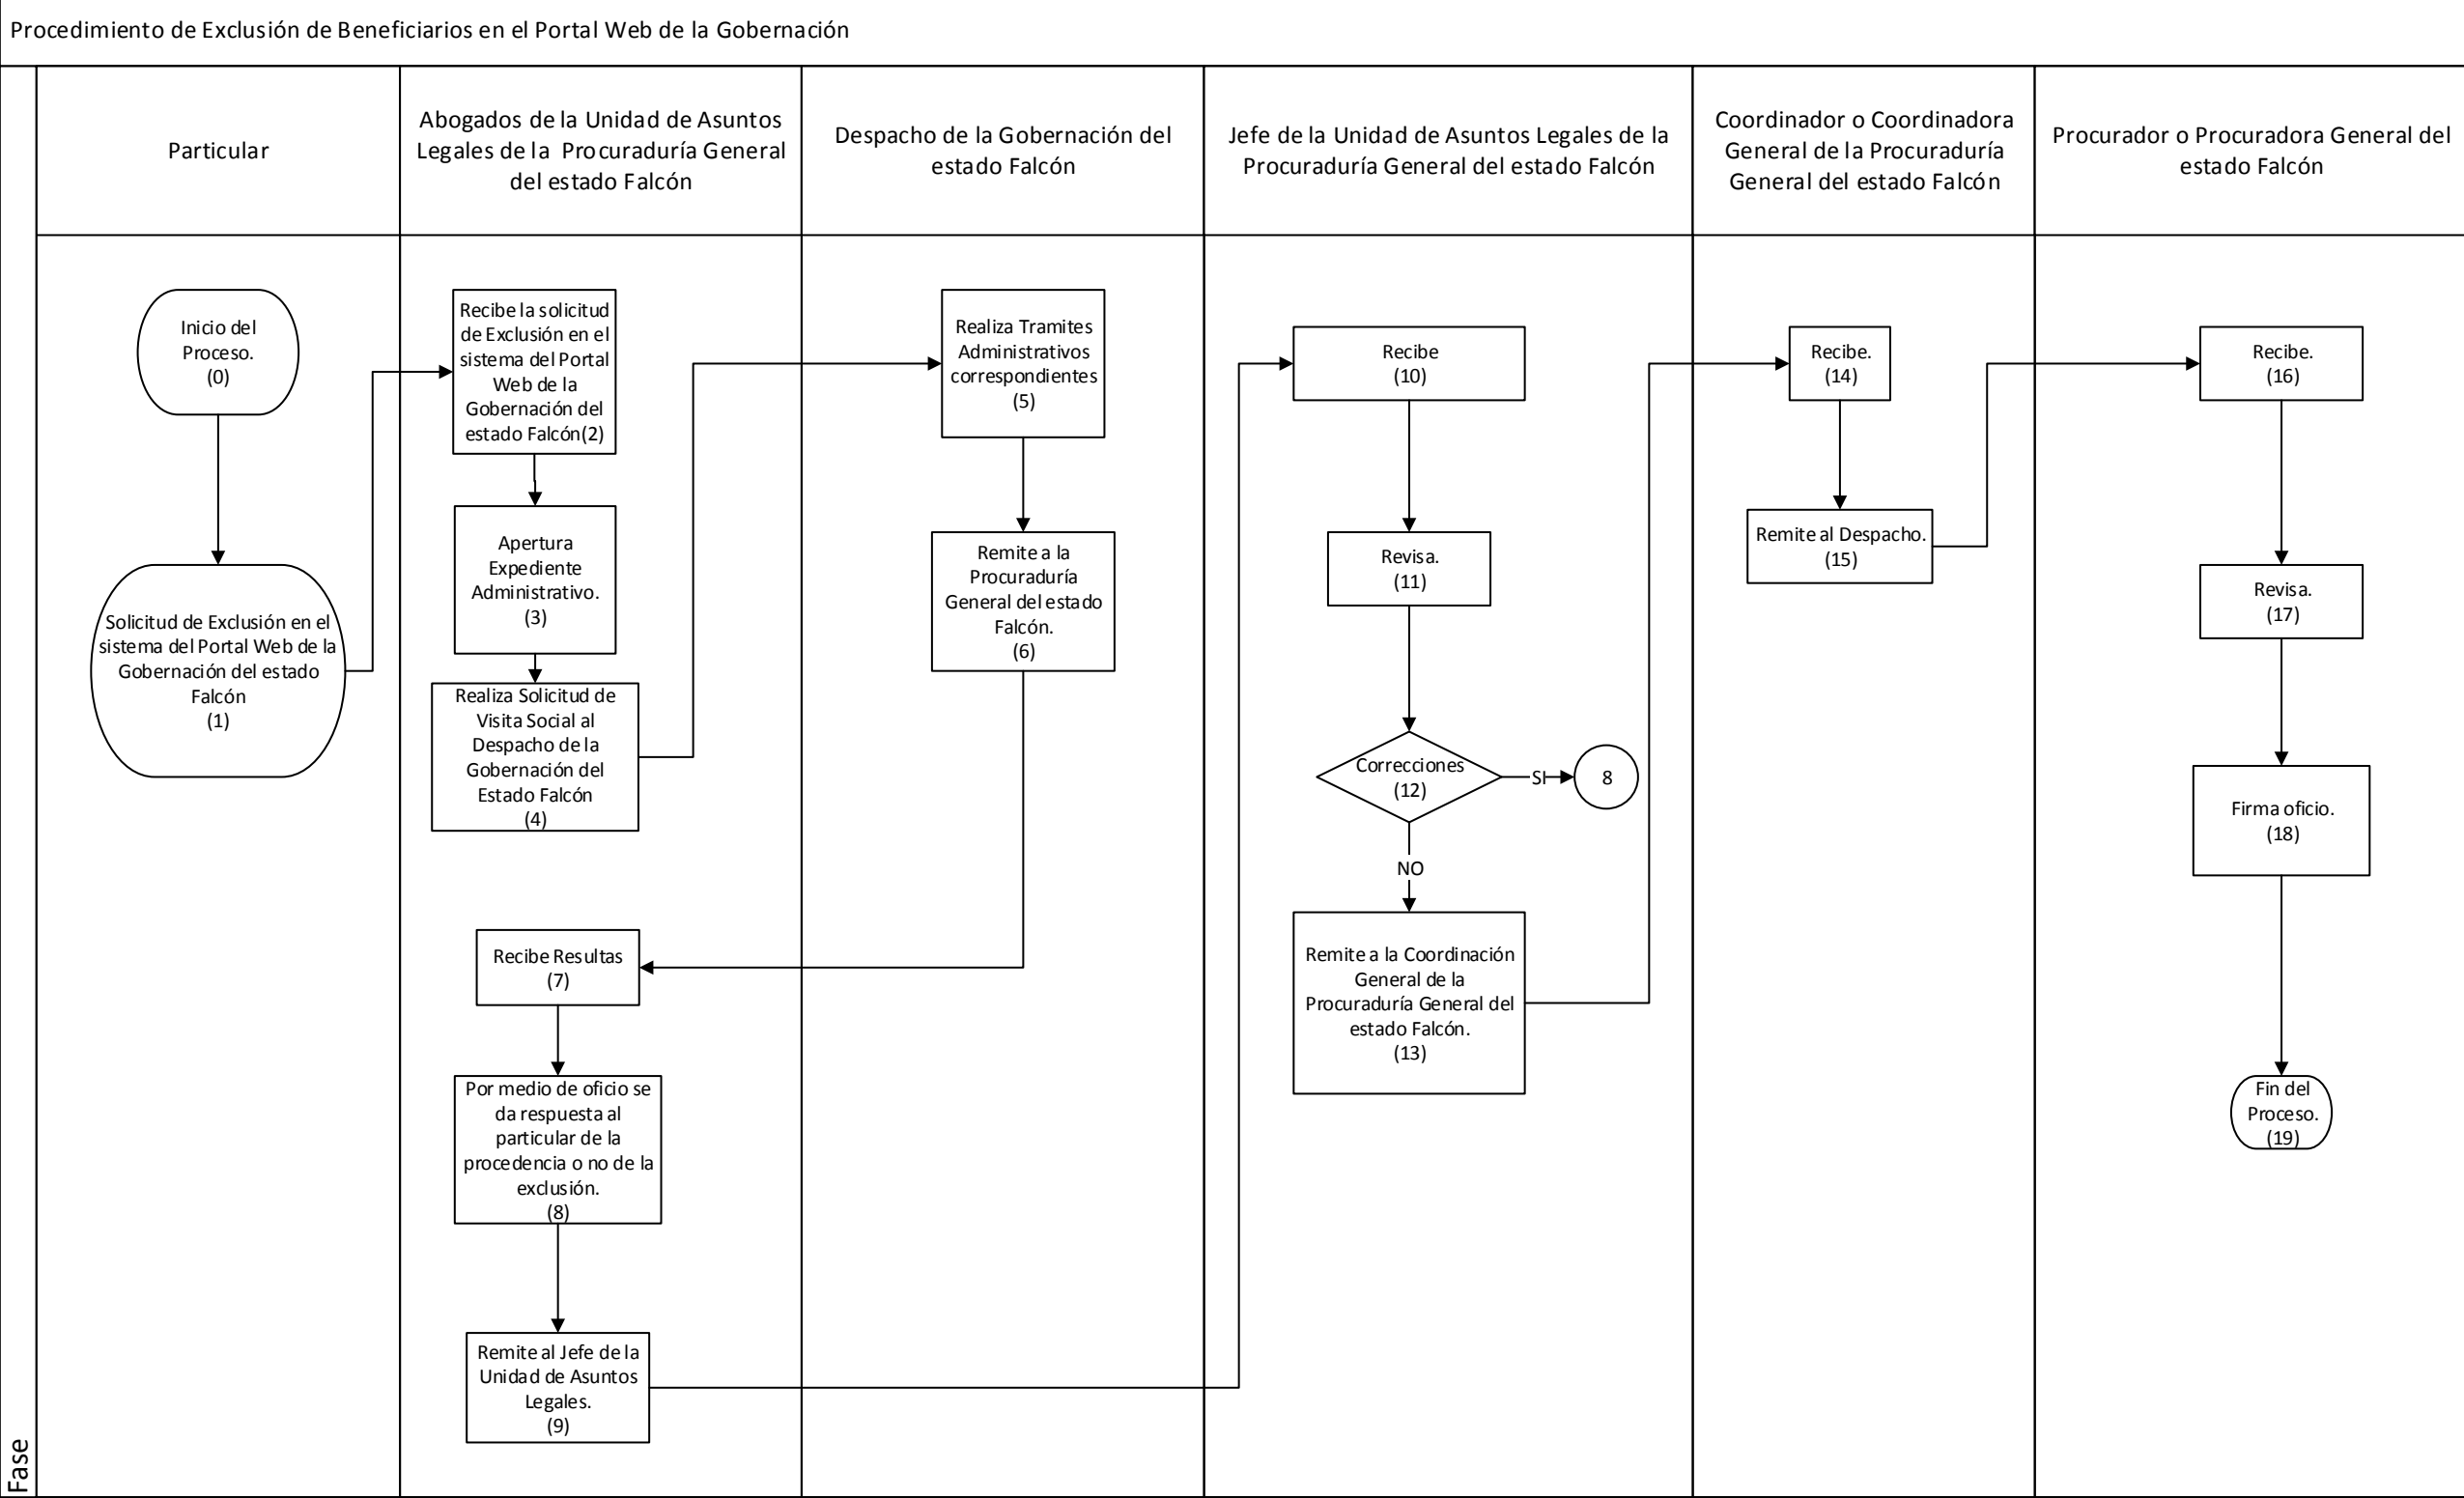 Procedimiento de Exclusión de Beneficiarios en el Portal Web de la Gobernación
Particular
Abogados de la Unidad de Asuntos
Legales de la Procuraduría General
del estado Falcón
Despacho de la Gobernación del
estado Falcón
Jefe de la Unidad de Asuntos Legales de la
Procuraduría General del estado Falcón
Coordinador o Coordinadora
General de la Procuraduría
General del estado Falcón
Procurador o Procuradora General del
estado Falcón
Inicio del
Proceso.
(0)
Solicitud de Exclusión en el
sistema del Portal Web de la
Gobernación del estado
Falcón
(1)
Recibe la solicitud
de Exclusión en el
sistema del Portal
Web de la
Gobernación del
estado Falcón(2)
Apertura
Expediente
Administrativo.
(3)
Realiza Solicitud de
Visita Social al
Despacho de la
Gobernación del
Estado Falcón
(4)
Recibe Resultas
(7)
Por medio de oficio se
da respuesta al
particular de la
procedencia o no de la
exclusión.
(8)
Remite al Jefe de la
Unidad de Asuntos
Legales.
(9)
Realiza Tramites
Administrativos
correspondientes
(5)
Remite a la
Procuraduría
General del estado
Falcón.
(6)
Recibe
(10)
Revisa.
(11)
Correcciones
(12)
SI
8
NO
Remite a la Coordinación
General de la
Procuraduría General del
estado Falcón.
(13)
Recibe.
(14)
Remite al Despacho.
(15)
Recibe.
(16)
Revisa.
(17)
Firma oficio.
(18)
Fin del
Proceso.
(19)
Fase